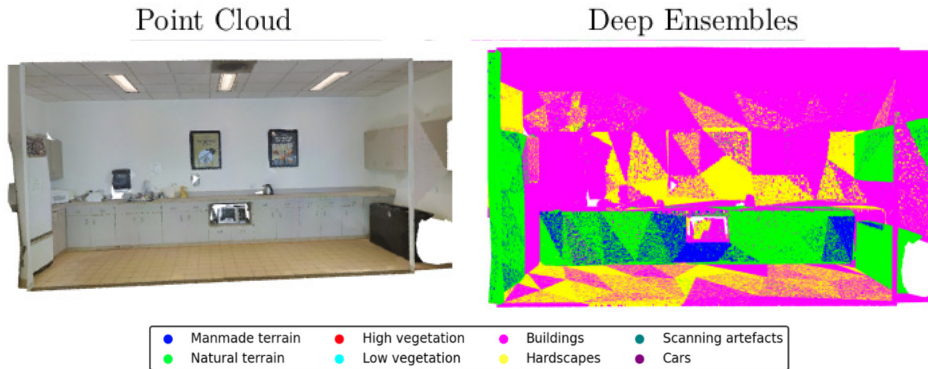 Point Cloud Deep Ensembles
Manmade terrain High vegetation Buildings Scanning artefacts
Natural terrain Low vegetation Hardscapes Cars